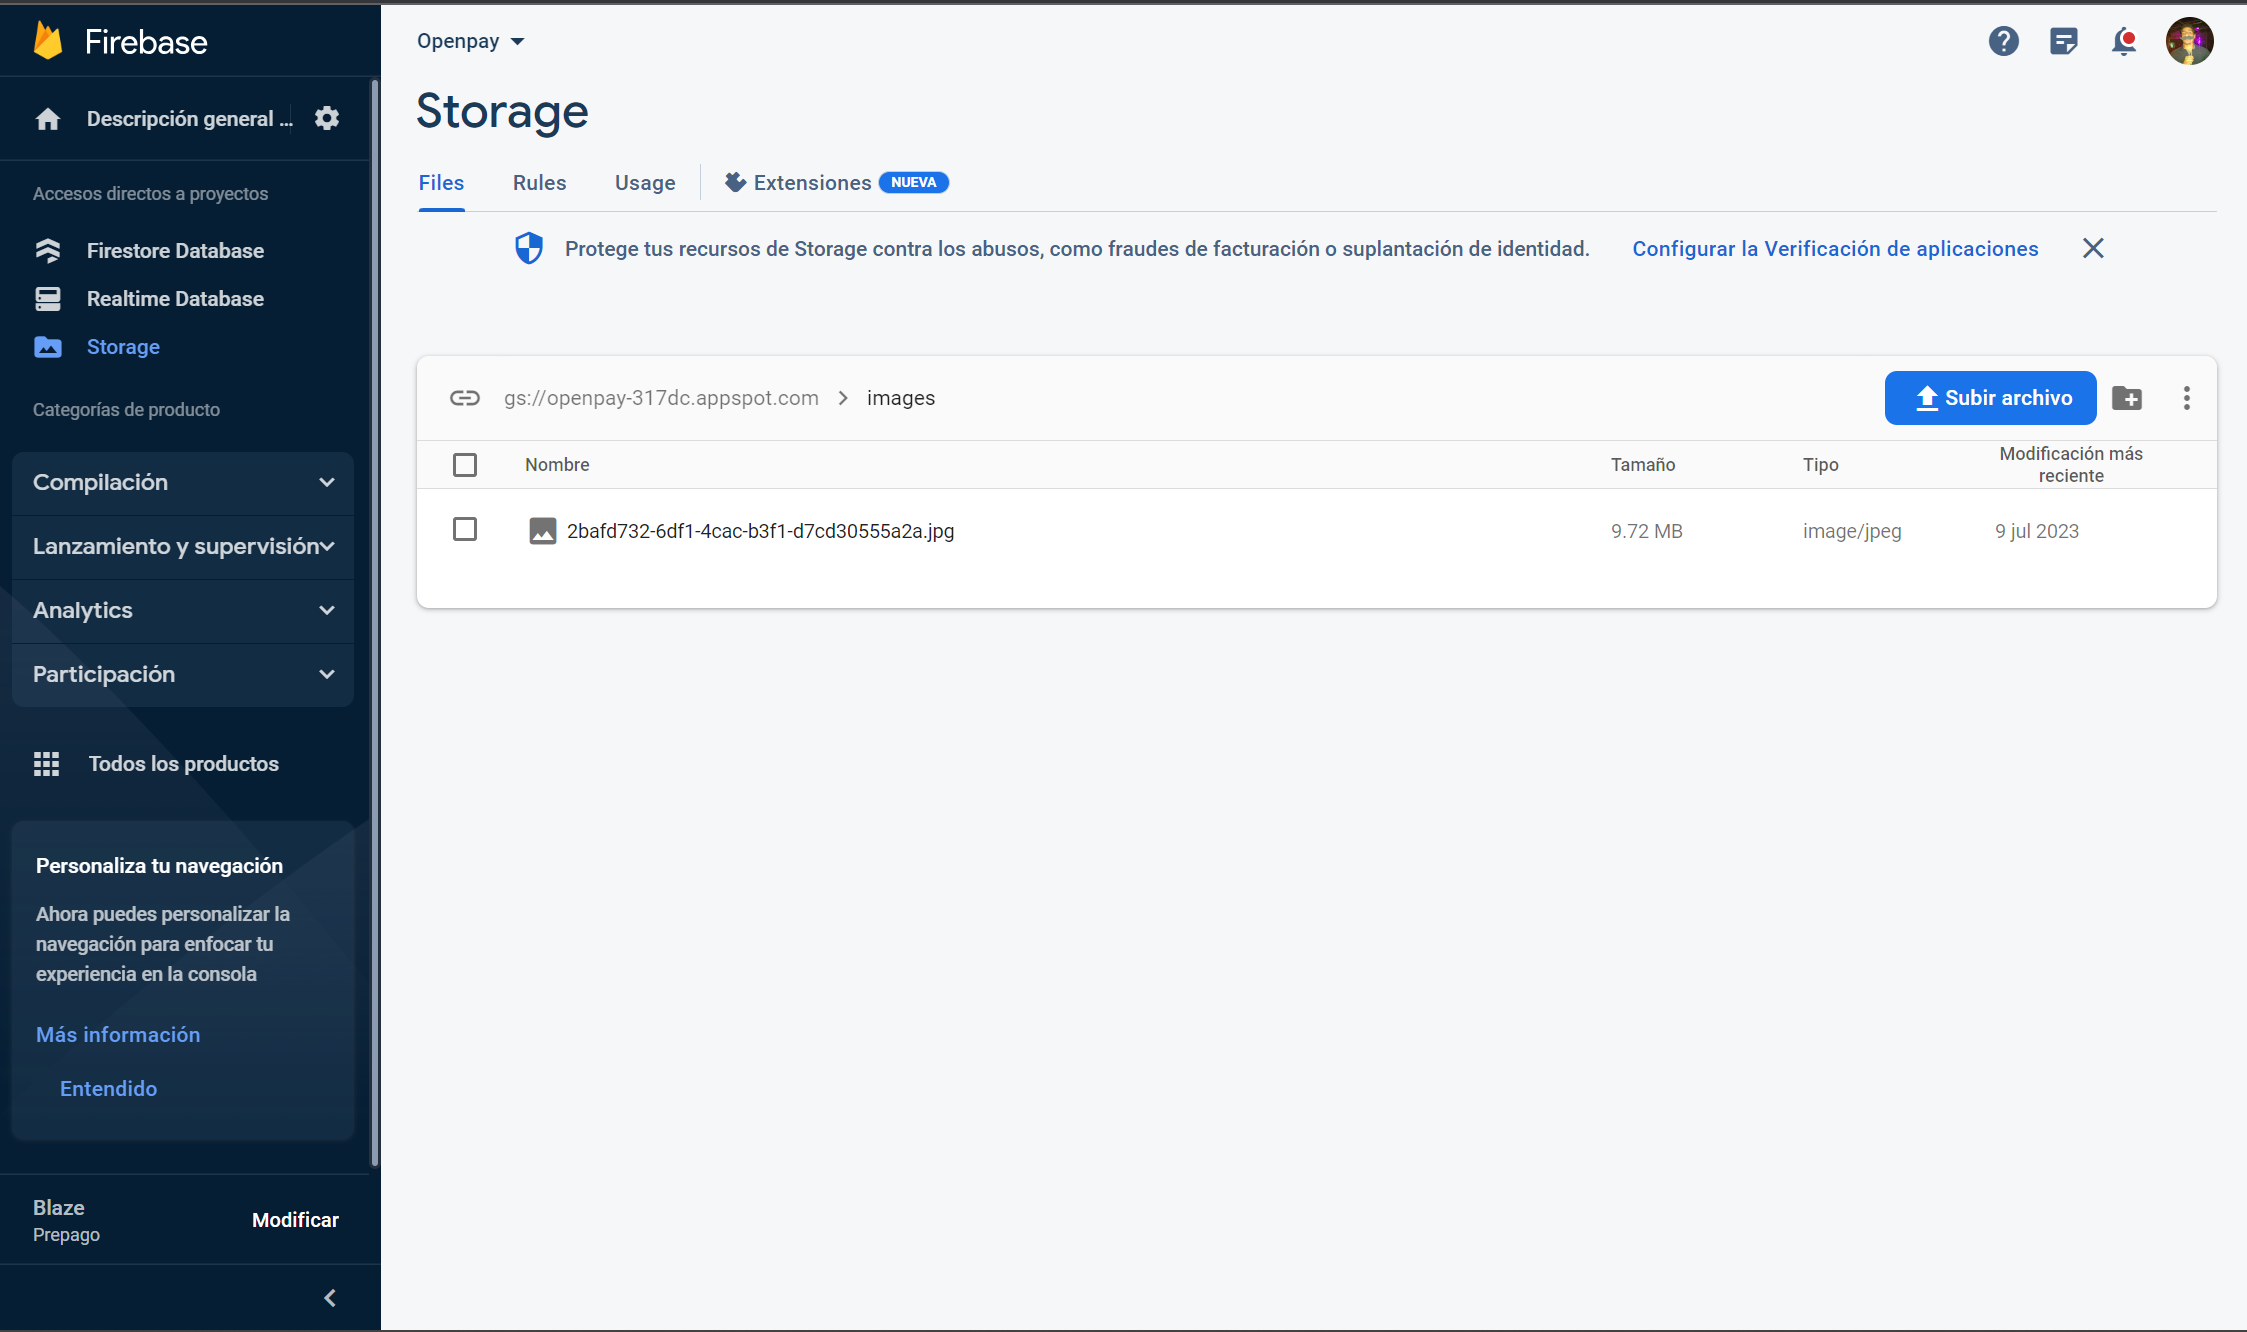 Firebase
Descripción general ...
Accesos directos a proyectos
Firestore Database
Realtime Database
Storage
Categorías de producto
Compilación
Lanzamiento y supervisión
Analytics
Participación
Todos los productos
Personaliza tu navegación
Ahora puedes personalizar la
navegación para enfocar tu
experiencia en la consola
Más información
Entendido
Blaze
Prepago
Modificar
Openpay
Storage
Files Rules Usage Extensiones NUEVA
Protege tus recursos de Storage contra los abusos, como fraudes de facturación o suplantación de identidad. Configurar la Verificación de aplicaciones
gs://openpay-317dc.appspot.com > images
Subir archivo
Nombre Tamaño Tipo Modificación más
reciente
2bafd732-6df1-4cac-b3f1-d7cd30555a2a.jpg 9.72 MB image/jpeg 9 jul 2023